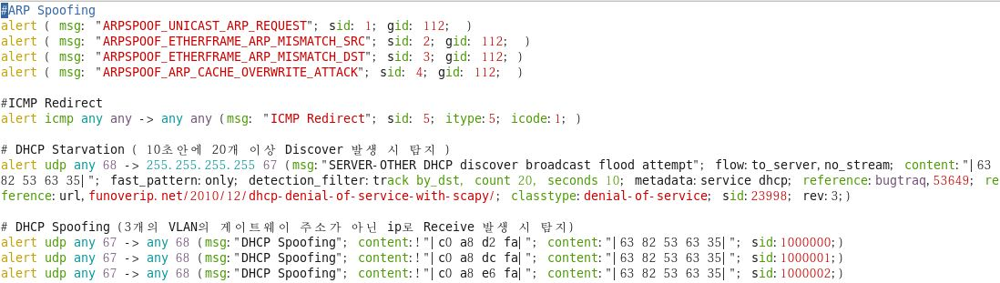 #ARP Spoofing
alert ( msg: "ARPSPOOF_UNICAST_ARP_REQUEST"; sid: 1; gid: 112; )
alert ( msg: "ARPSPOOF_ETHERFRAME_ARP_MISMATCH_SRC"; sid: 2; gid: 112; )
alert ( msg: "ARPSPOOF_ETHERFRAME_ARP_MISMATCH_DST"; sid: 3; gid: 112; )
alert ( msg: "ARPSPOOF_ARP_CACHE_OVERWRITE_ATTACK"; sid: 4; gid: 112; )
#ICMP Redirect
alert icmp any any -> any any (msg: "ICMP Redirect"; sid: 5; itype:5; icode:1; )
# DHCP Starvation ( 10초안에 20개 이상 Discover 발생 시 탐지 )
alert udp any 68 -> 255.255.255.255 67 (msg:"SERVER-OTHER DHCP discover broadcast flood attempt"; flow:to_server,no_stream; content:"|63
82 53 63 35|"; fast_pattern:only; detection_filter:track by_dst, count 20, seconds 10; metadata:service dhcp; reference:bugtraq,53649; re
ference:url,funoverip.net/2010/12/dhcp-denial-of-service-with-scapy/; classtype:denial-of-service; sid:23998; rev:3;)
# DHCP Spoofing (3개의 VLAN의 게이트웨이 주소가 아닌 ip로 Receive 발생 시 탐지)
alert udp any 67 -> any 68 (msg:"DHCP Spoofing"; content:!"|c0 a8 d2 fa|"; content:"|63 82 53 63 35|"; sid:1000000;)
alert udp any 67 -> any 68 (msg:"DHCP Spoofing"; content:!"|c0 a8 dc fa|"; content:"|63 82 53 63 35|"; sid:1000001;)
alert udp any 67 -> any 68 (msg:"DHCP Spoofing"; content:!"|c0 a8 e6 fa|"; content:"|63 82 53 63 35|"; sid:1000002;)